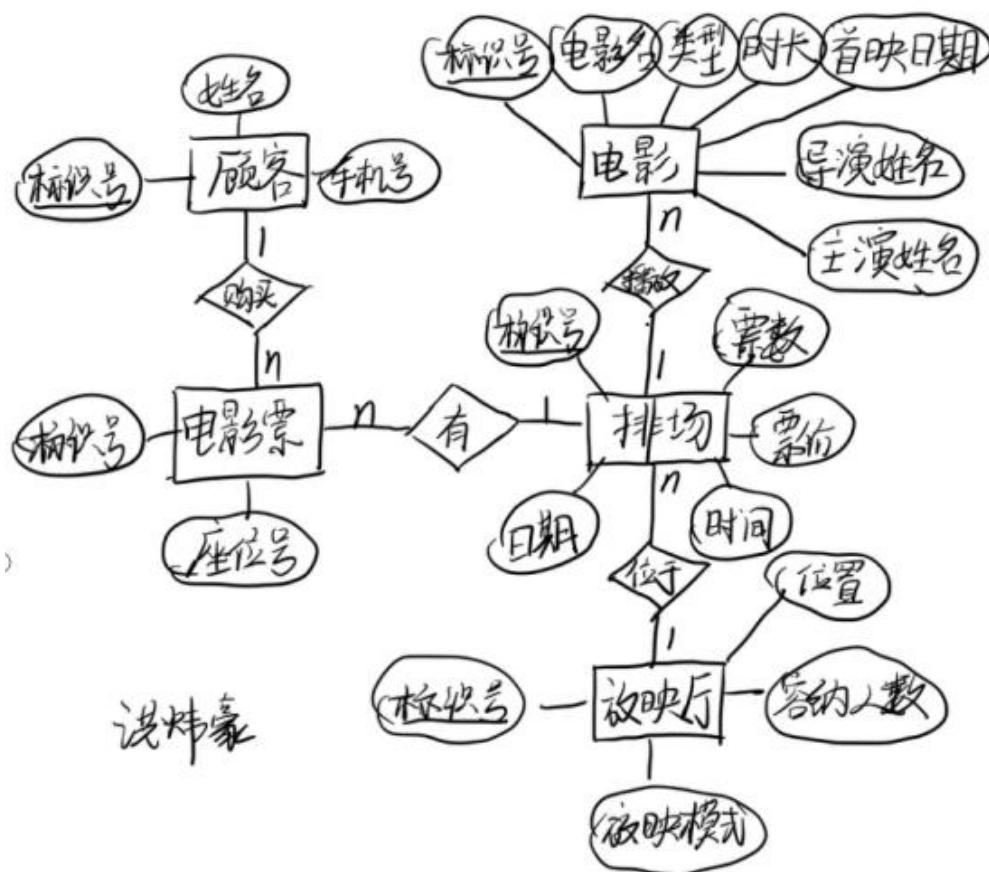 标识号 电影名 类型 时长 首映日期
姓名
标识号 顾客 手机号
电影 导演姓名
主演姓名
1
n
购买
播放
标识号 票数
n
1
标识号 电影票 n 有 1 排场 票价
n
座位号 日期 时间
位于 位置
1
标识号 放映厅 容纳人数
洪炜豪
放映模式